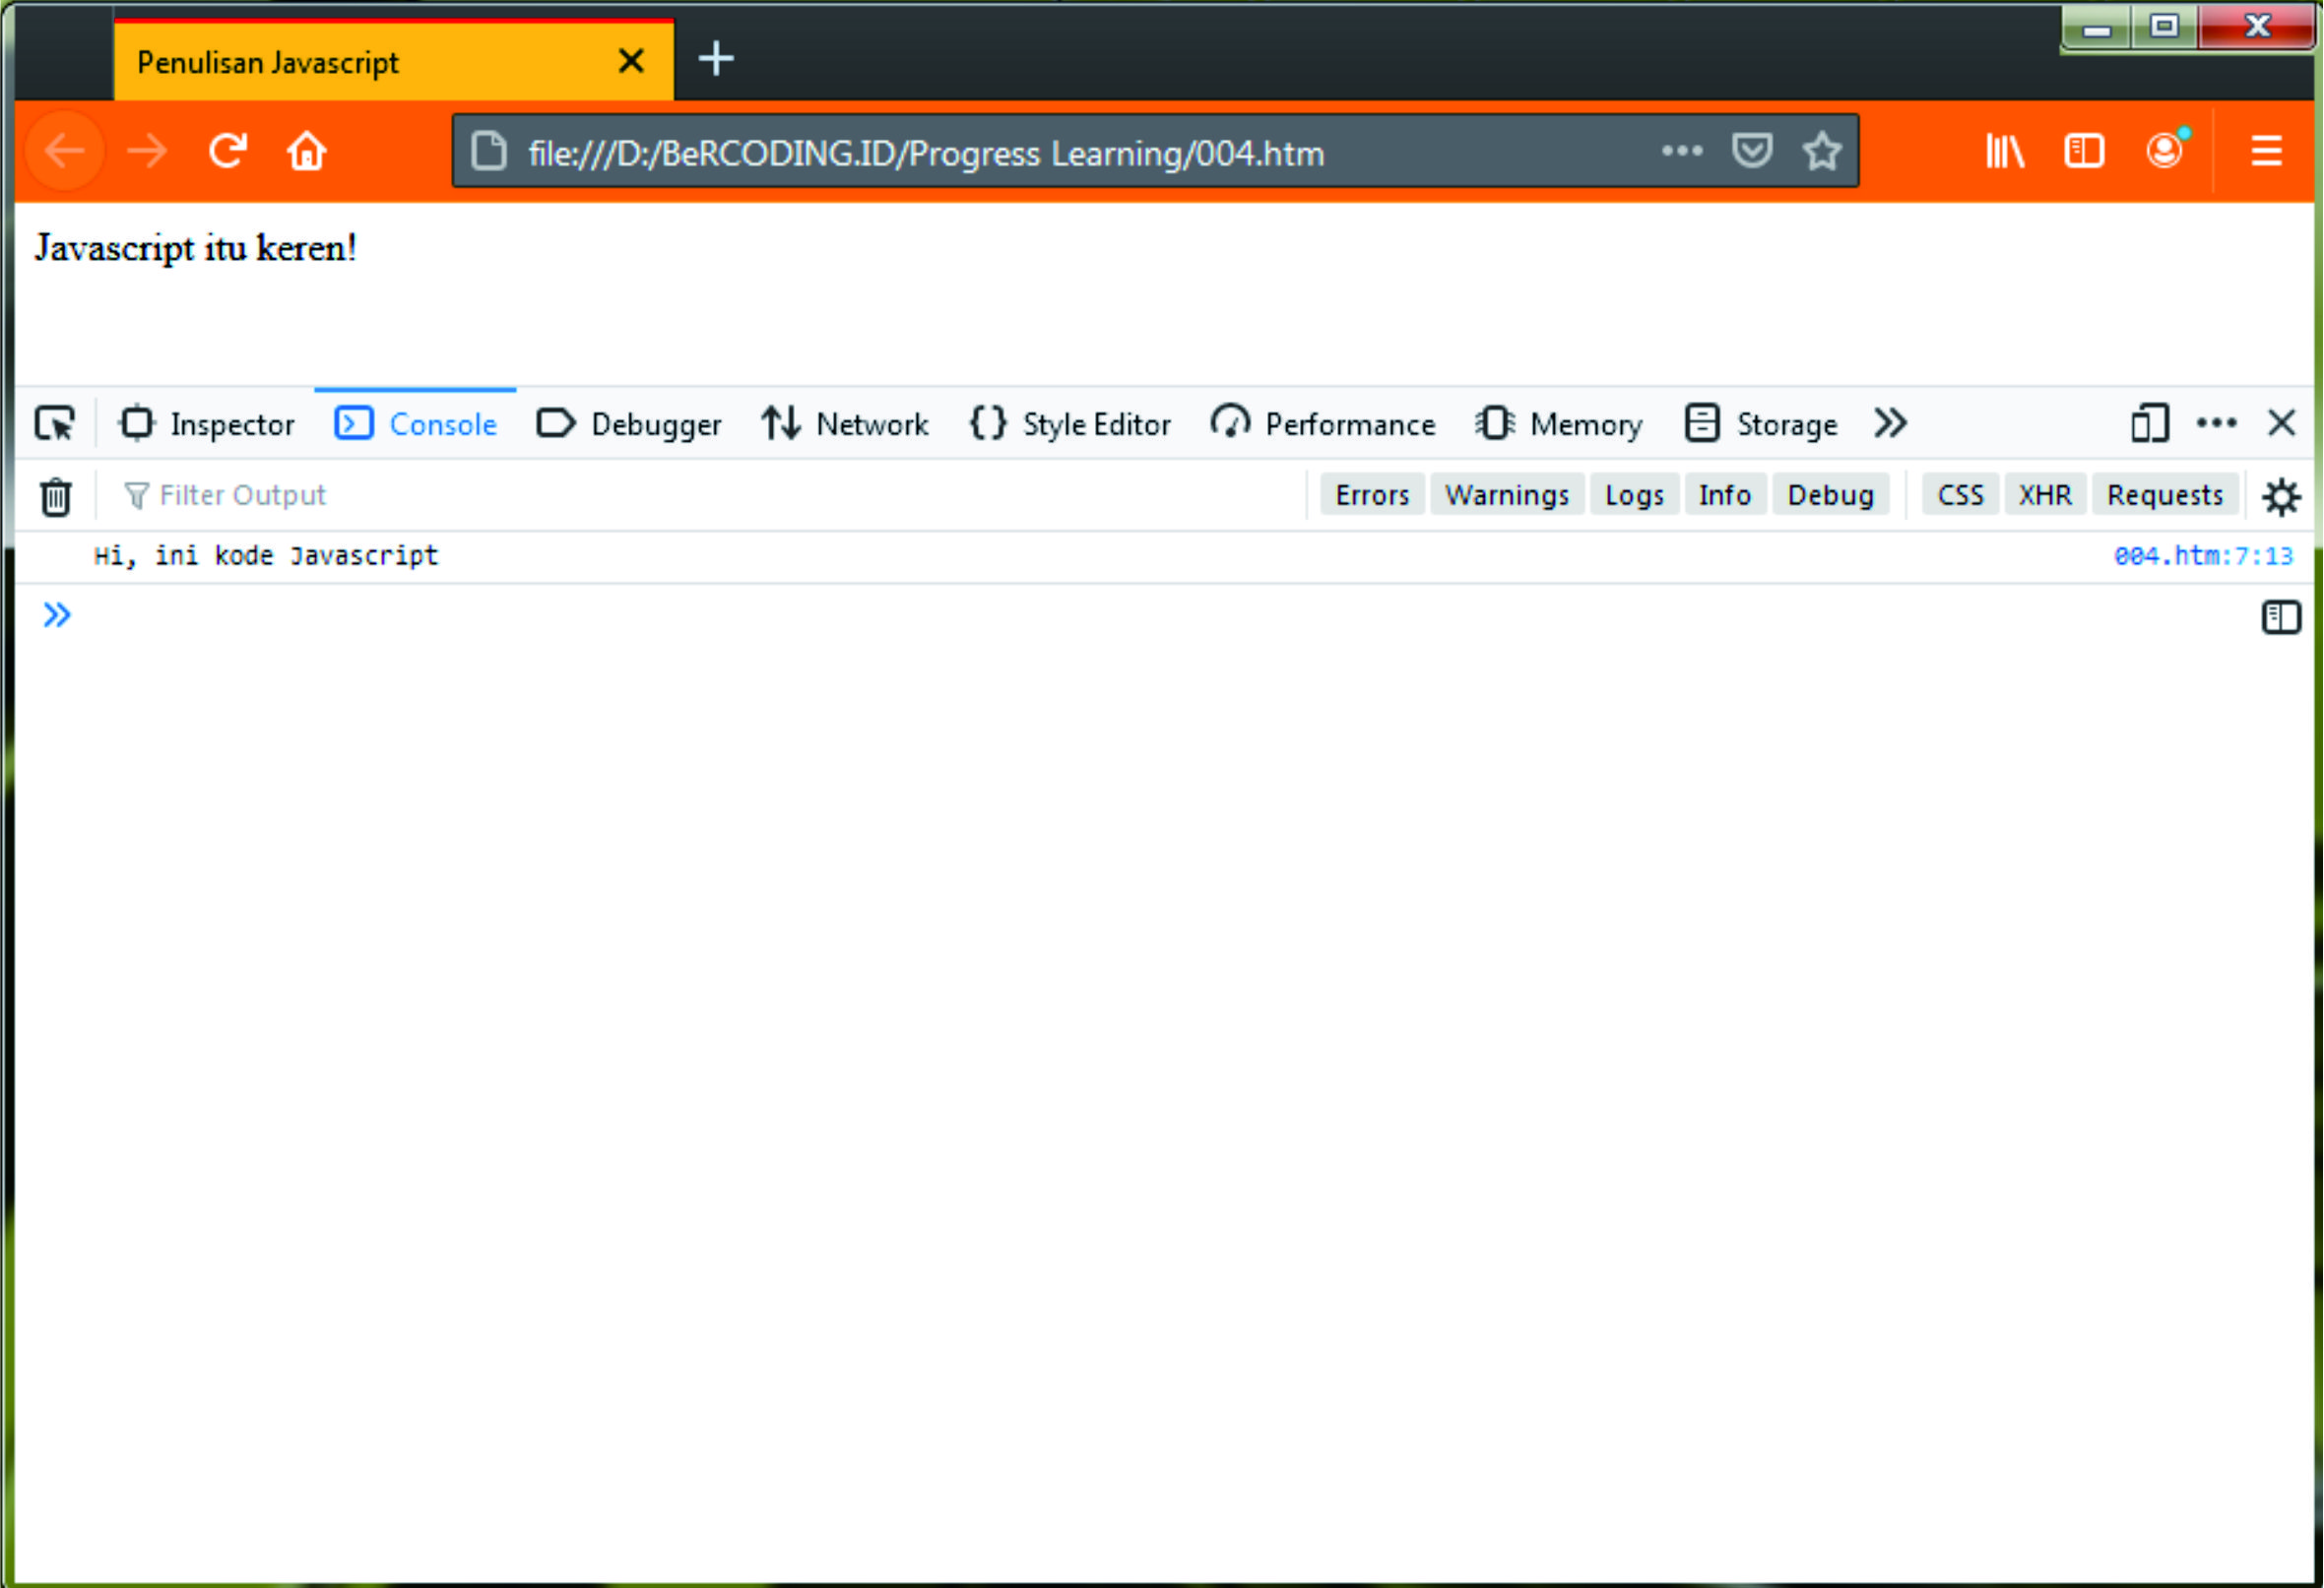 Penulisan Javascript
file:///D:/BeRCODING.ID/Progress Learning/004.htm
Javascript itu keren!
Inspector Console Debugger Network Style Editor Performance Memory Storage
Filter Output Errors Warnings Logs Info Debug CSS XHR Requests
Hi, ini kode Javascript 004.htm:7:13